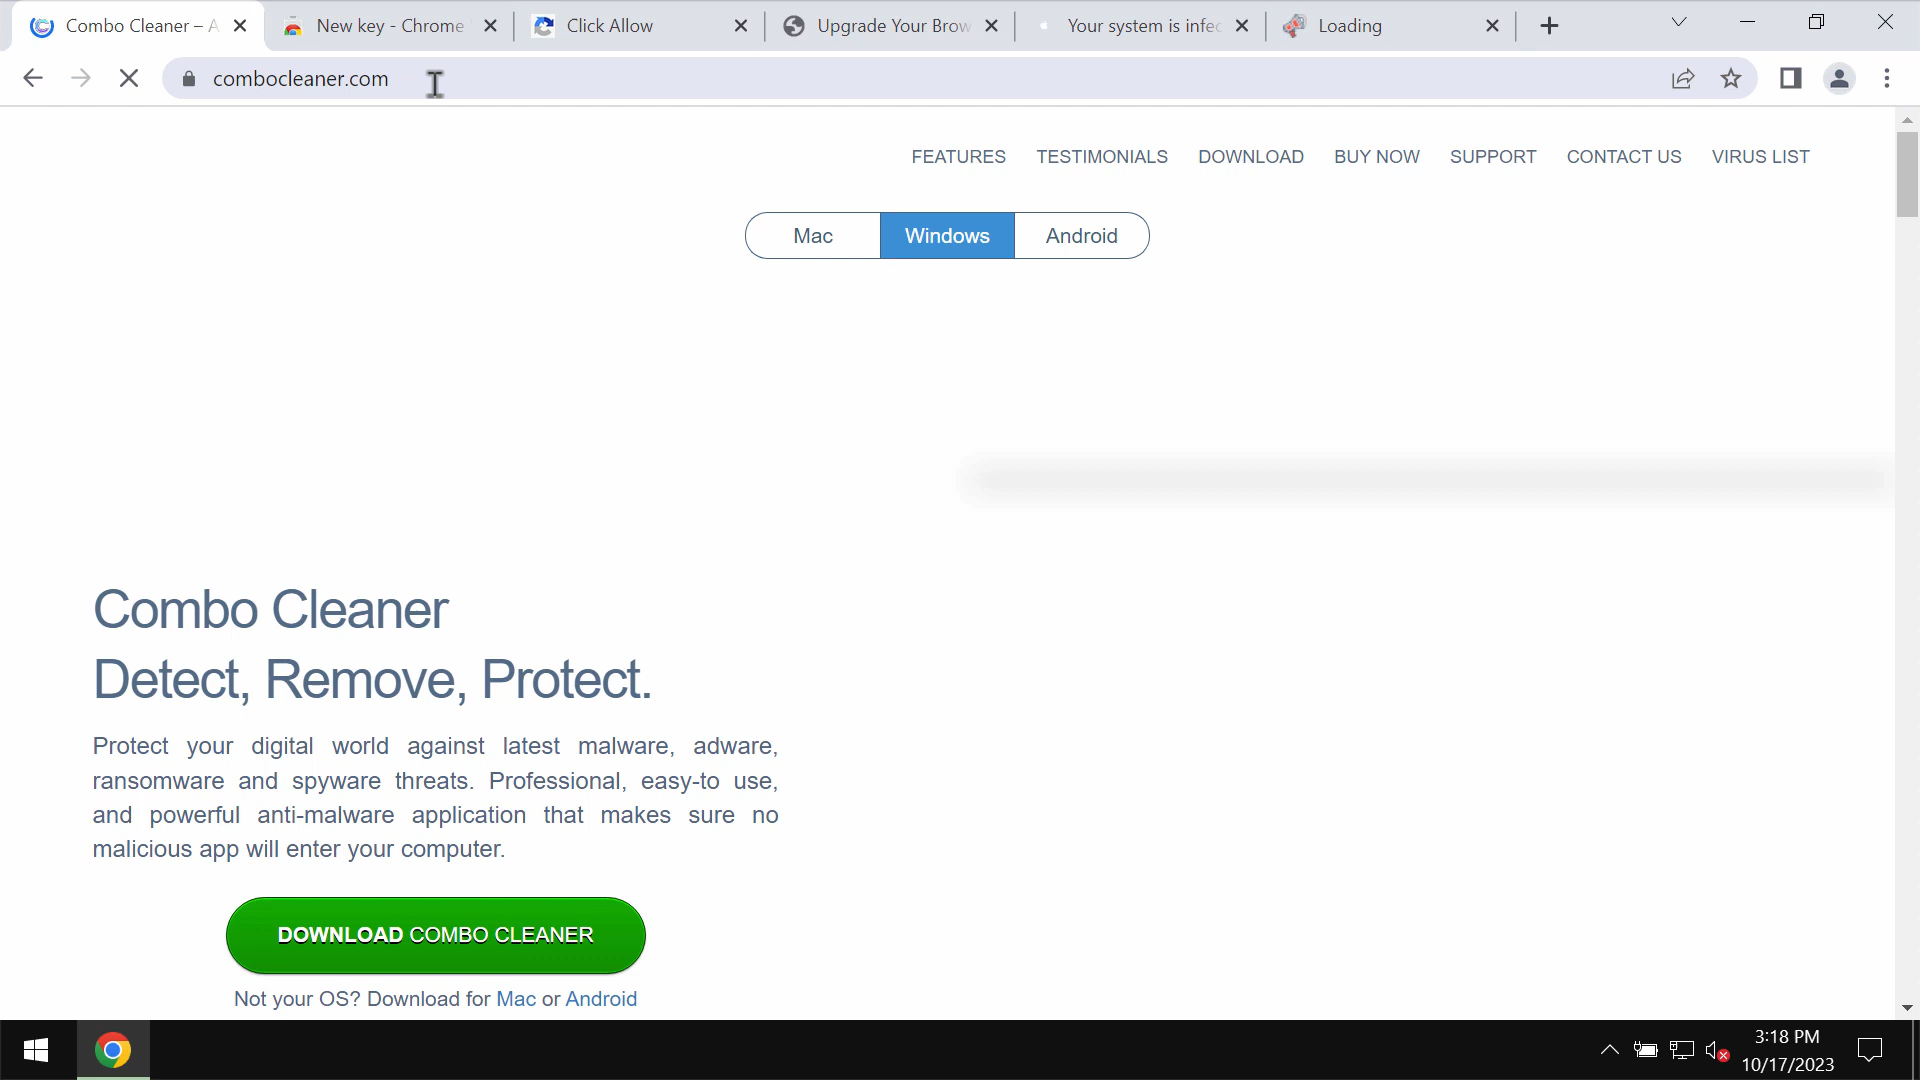 Combo Cleaner – A
New key - Chrome
Click Allow
Upgrade Your Brow
Your system is infec
Loading
combocleaner.com
FEATURES TESTIMONIALS DOWNLOAD BUY NOW SUPPORT CONTACT US VIRUS LIST
Mac Windows Android
Combo Cleaner
Detect, Remove, Protect.
Protect your digital world against latest malware, adware,
ransomware and spyware threats. Professional, easy-to use,
and powerful anti-malware application that makes sure no
malicious app will enter your computer.
DOWNLOAD COMBO CLEANER
Not your OS? Download for Mac or Android
3:18 PM
10/17/2023